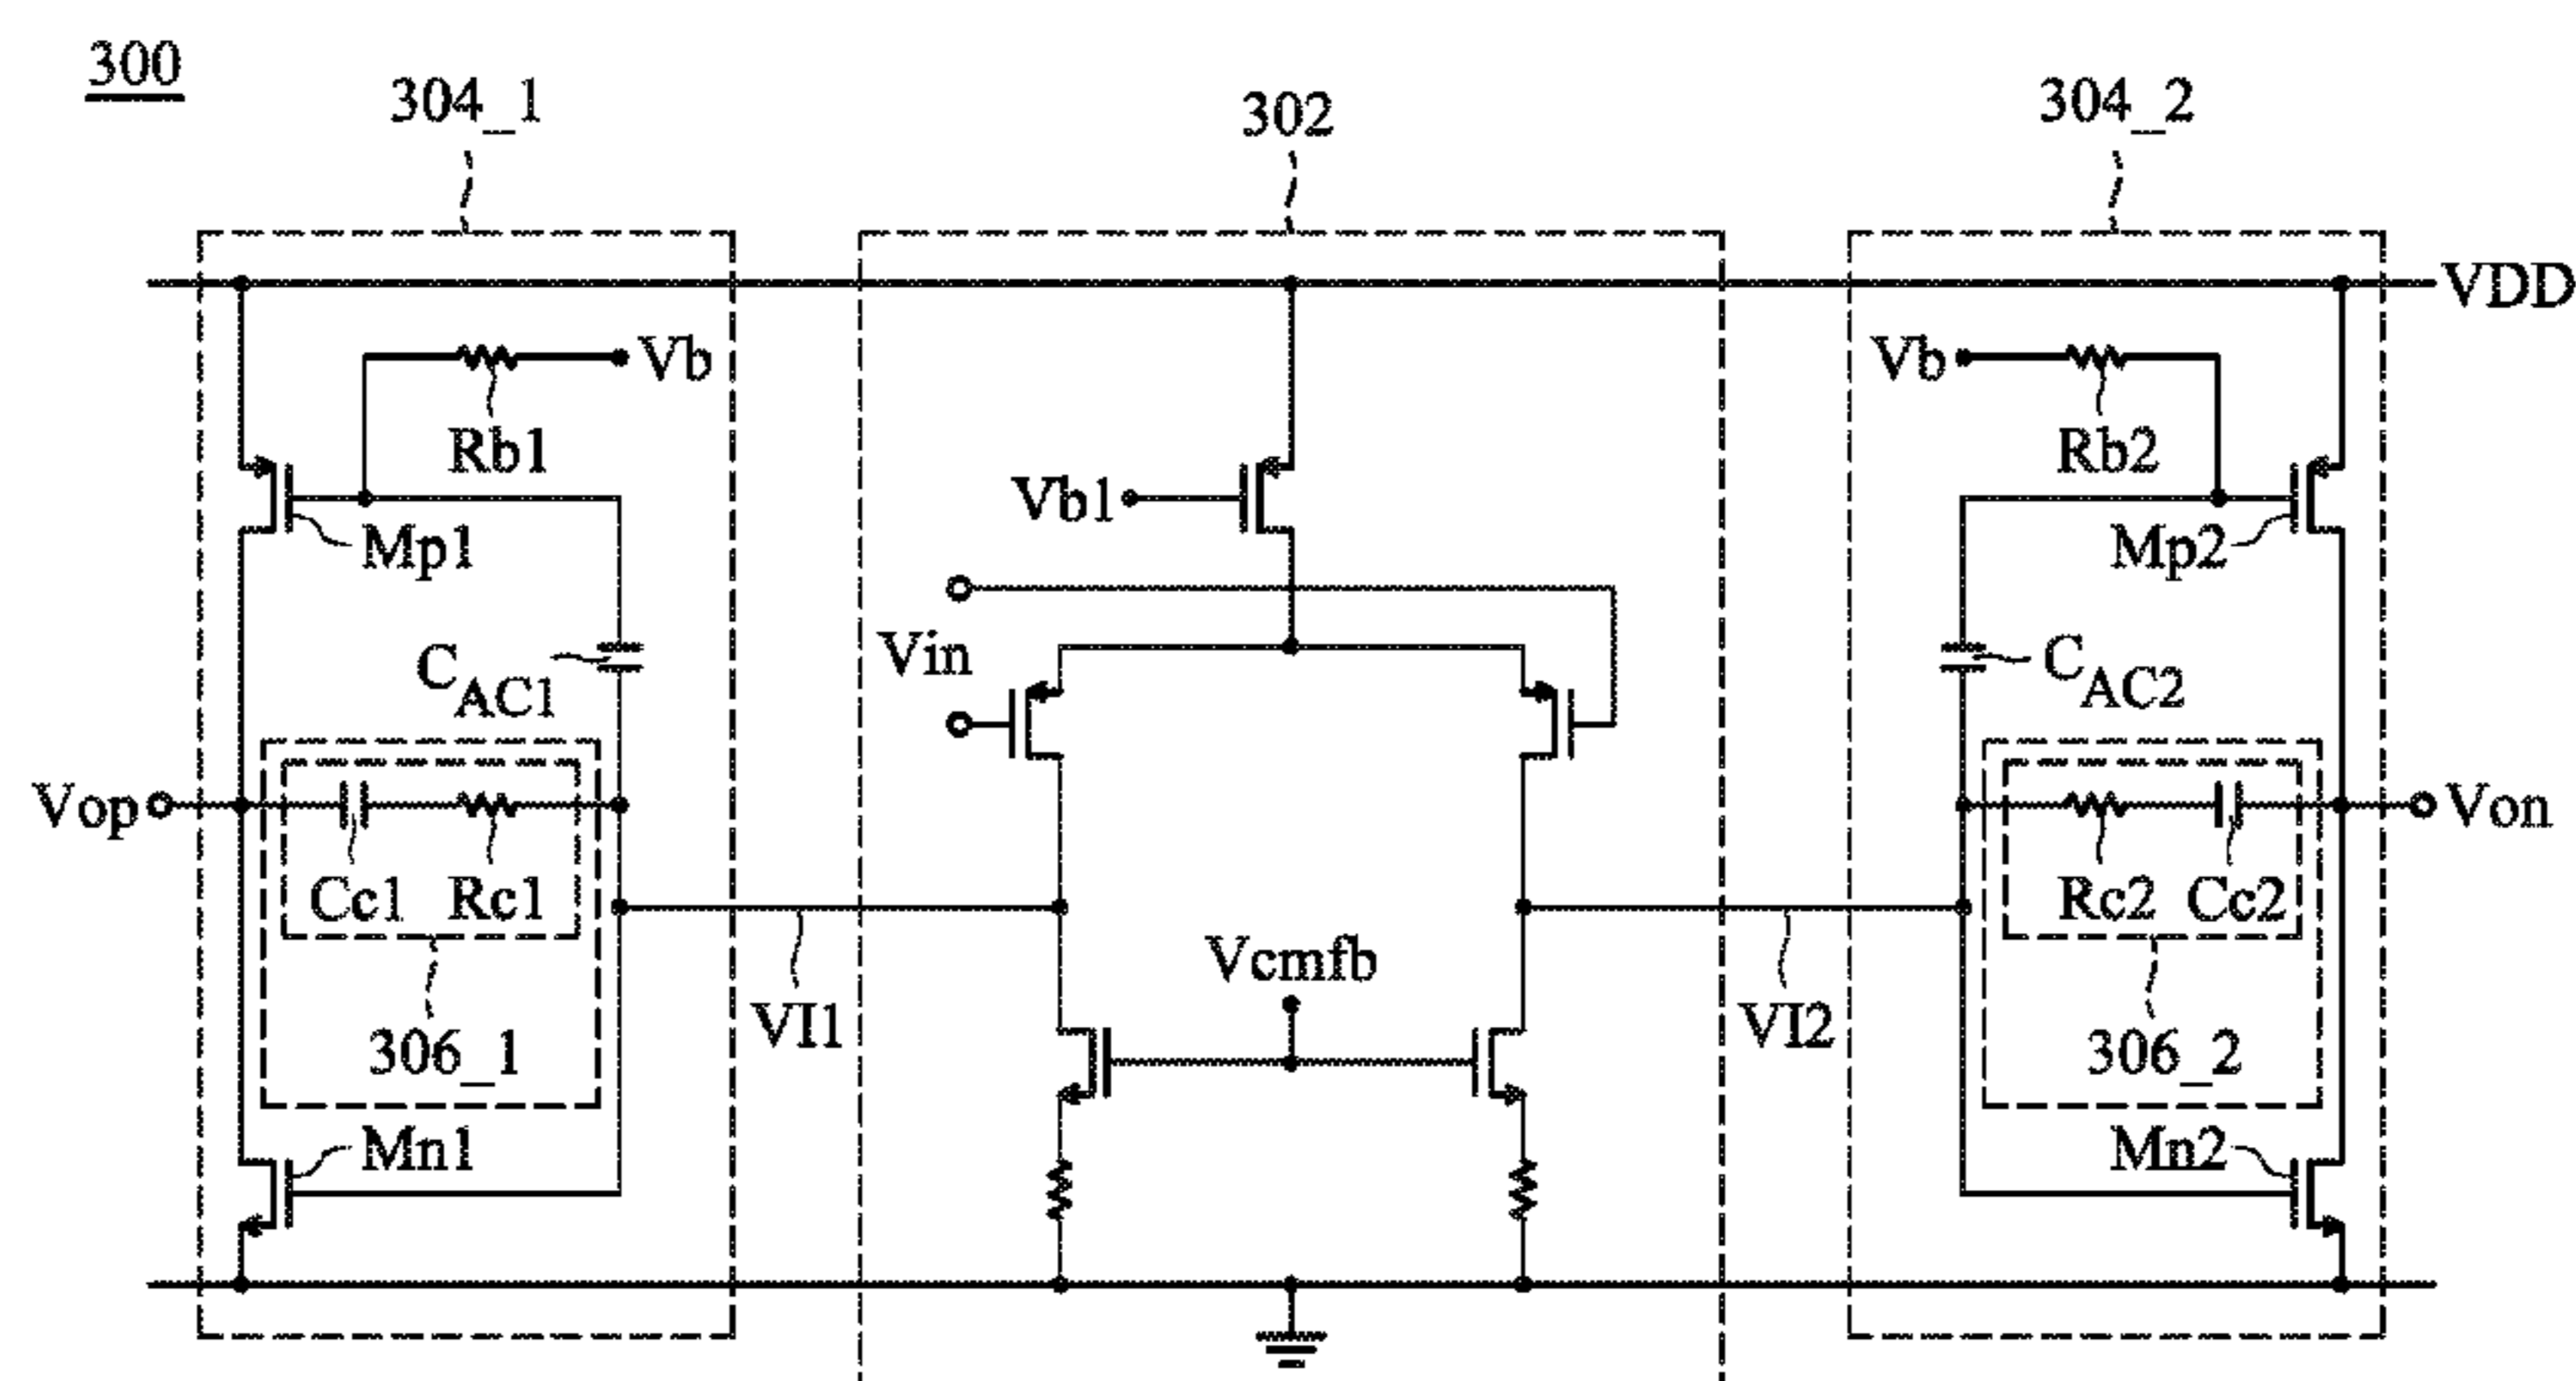 300
304_1
302
304_2
VDD
Vb
Vb
Rb1
Rb2
Vb1
Mp1
Mp2
Vin
CAC1
CAC2
Vop
Von
Cc1
Rc1
Rc2
Cc2
Vcmfb
VI1
VI2
306_1
306_2
Mn1
Mn2